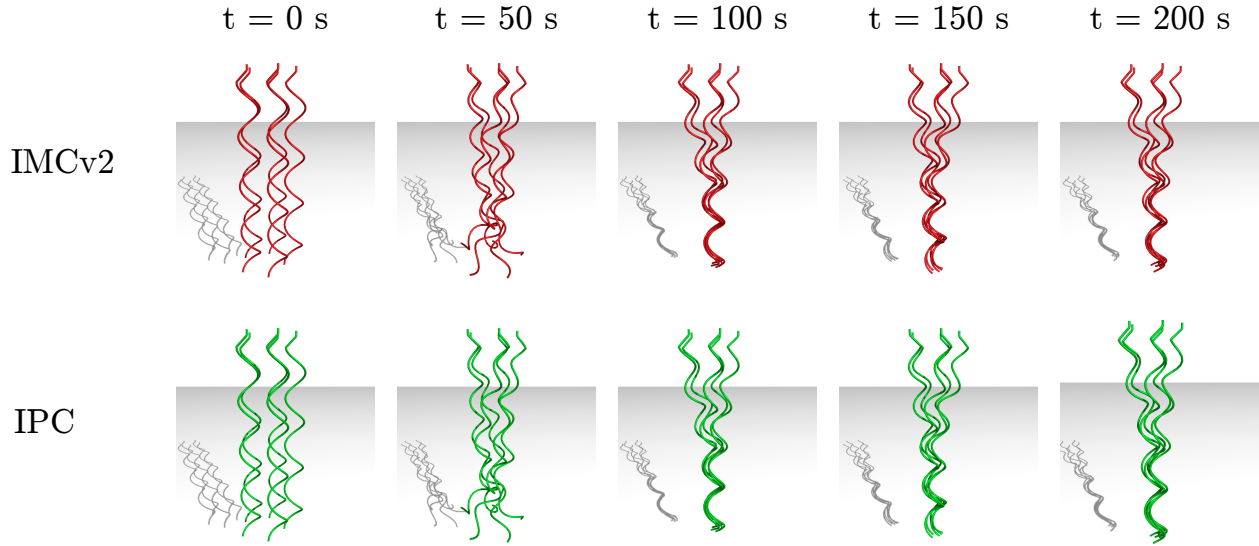 t = 0 s t = 50 s t = 100 s t = 150 s t = 200 s
IMCv2
IPC